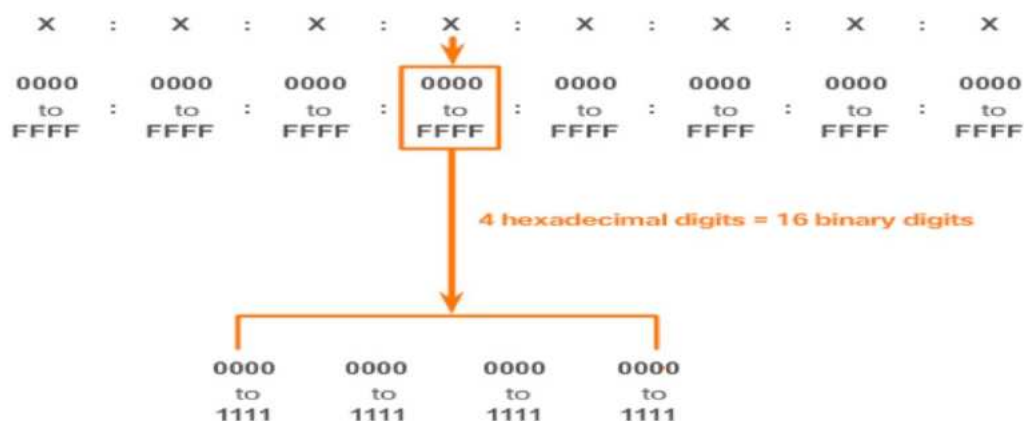 X : X : X : X : X : X : X : X
0000 0000 0000 0000 0000 0000 0000 0000
to : to : to : to : to : to : to : to
FFFF FFFF FFFF FFFF FFFF FFFF FFFF FFFF
4 hexadecimal digits = 16 binary digits
0000 0000 0000 0000
to to to to
1111 1111 1111 1111